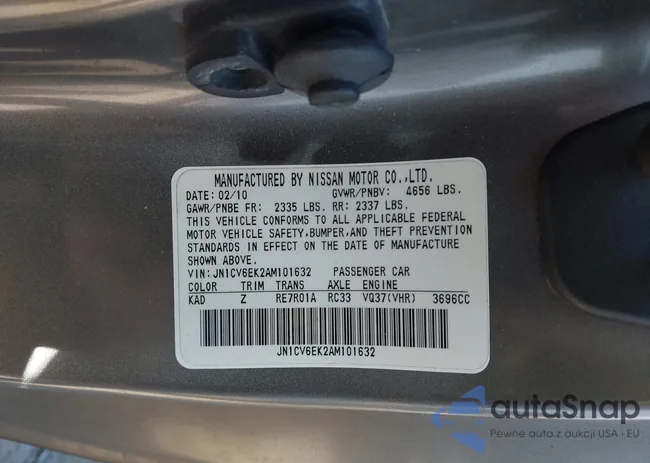 MANUFACTURED BY NISSAN MOTOR CO.,LTD.
DATE: 02/10 GVWR/PNBV: 4656 LBS.
GAWR/PNBE FR: 2335 LBS. RR: 2337 LBS.
THIS VEHICLE CONFORMS TO ALL APPLICABLE FEDERAL
MOTOR VEHICLE SAFETY, BUMPER, AND THEFT PREVENTION
STANDARDS IN EFFECT ON THE DATE OF MANUFACTURE
SHOWN ABOVE.
VIN: JN1CV6EK2AM101632 PASSENGER CAR
COLOR TRIM TRANS AXLE ENGINE
KAD Z RE7R01A RC33 VQ37(VHR) 3696CC
JN1CV6EK2AM101632
autaSnap
Pewne auta z aukcji USA i EU